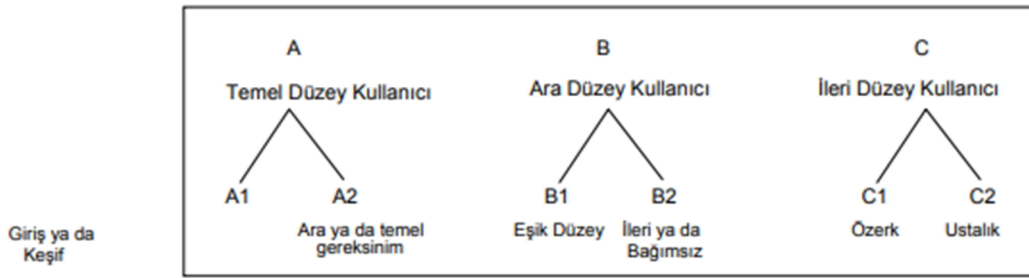 A
B
C
Temel Düzey Kullanıcı
Ara Düzey Kullanıcı
İleri Düzey Kullanıcı
A1
A2
B1
B2
C1
C2
Giriş ya da
Keşif
Ara ya da temel
gereksinim
Eşik Düzey
İleri ya da
Bağımsız
Özerk
Ustalık